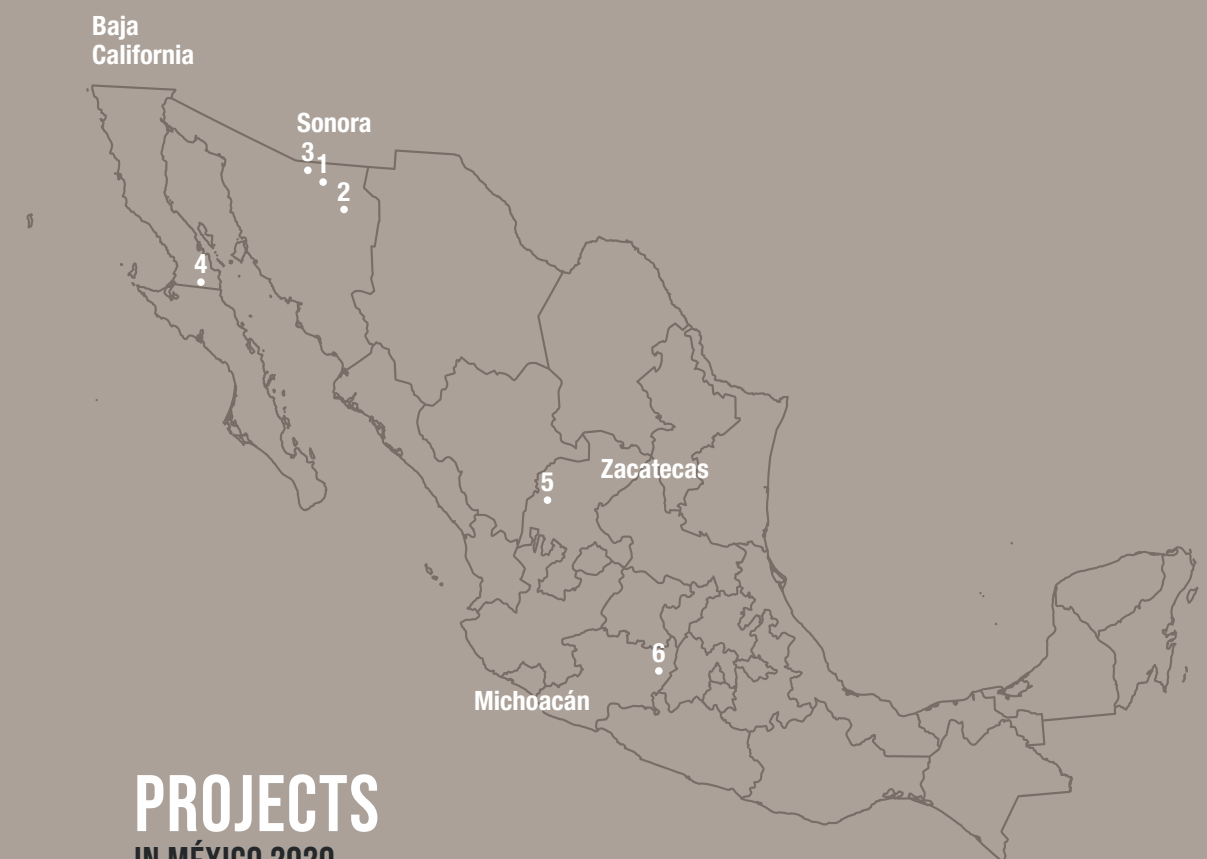 Baja
California
Sonora
3
1
2
4
Zacatecas
5
6
Michoacán
PROJECTS
IN MÉXICO 2020